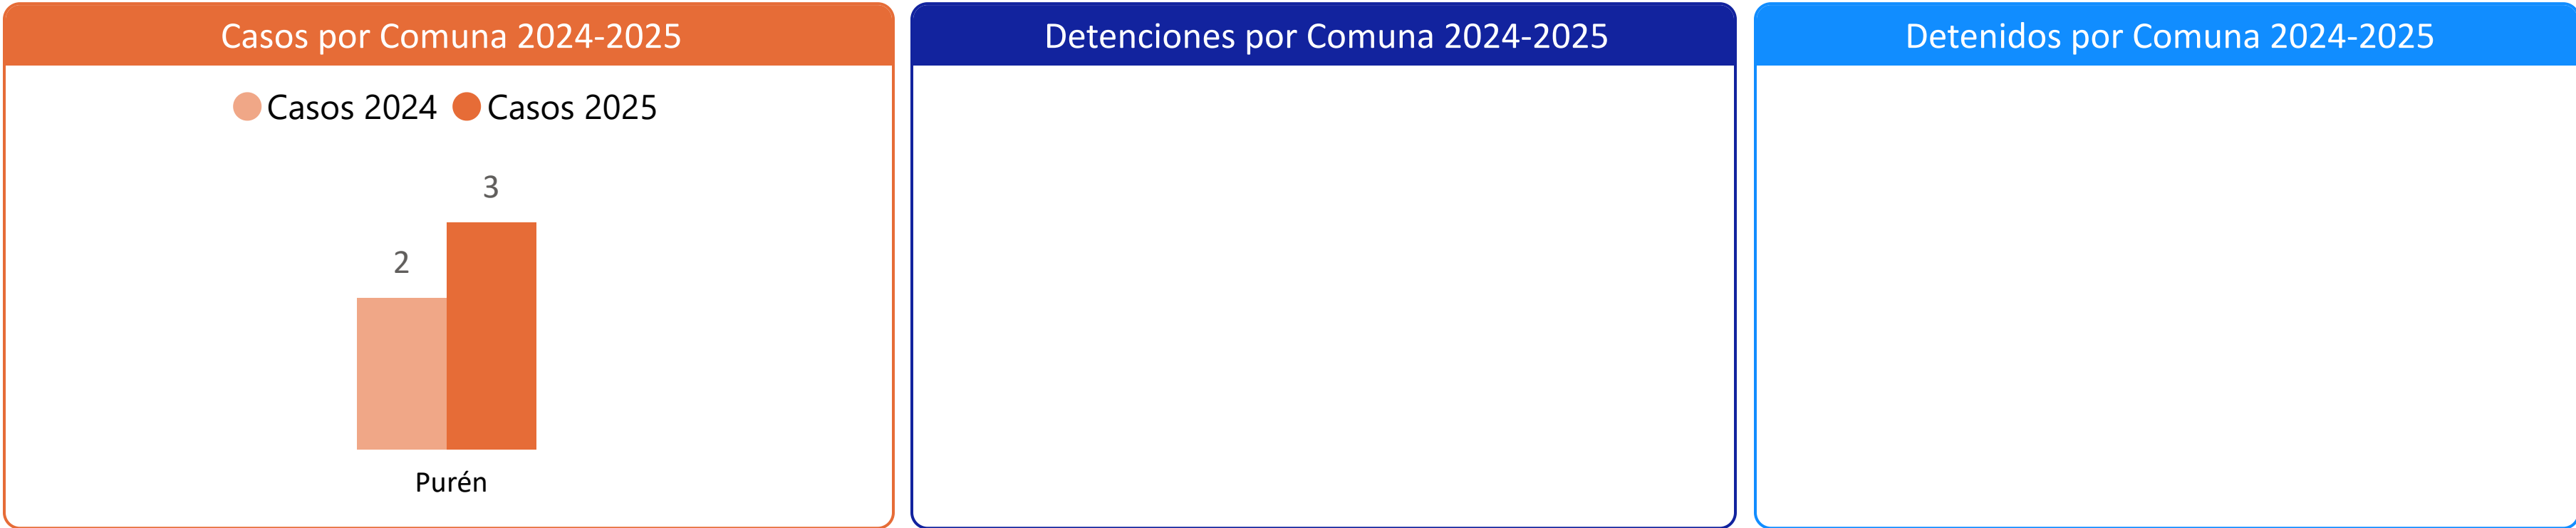 Casos por Comuna 2024-2025
Casos 2024 Casos 2025
3
2
Purén
Detenciones por Comuna 2024-2025
Detenidos por Comuna 2024-2025